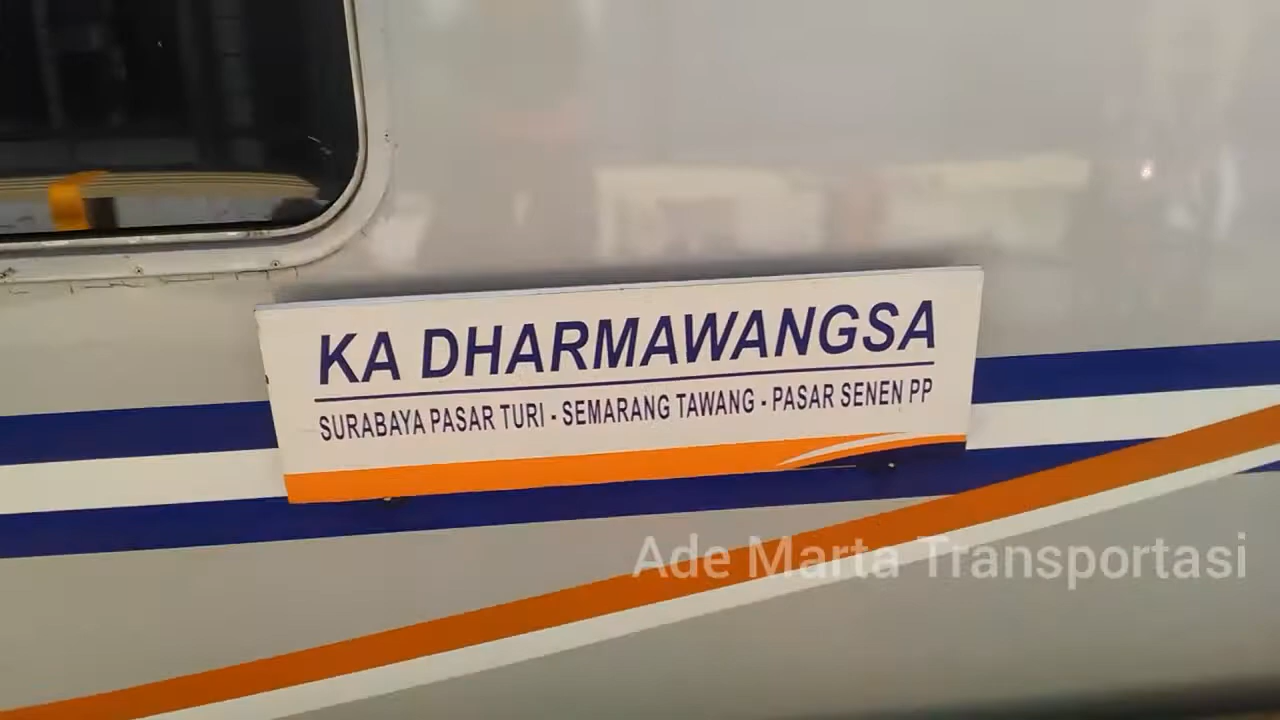 KA DHARMAWANGSA
SURABAYA PASAR TURI - SEMARANG TAWANG - PASAR SENEN PP
Ade Marta Transportasi